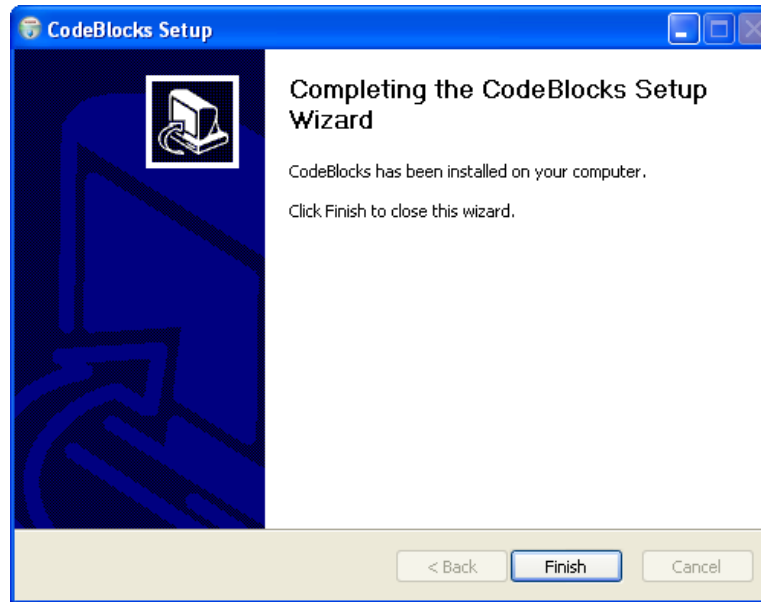 CodeBlocks Setup
Completing the CodeBlocks Setup
Wizard
CodeBlocks has been installed on your computer.
Click Finish to close this wizard.
< Back
Finish
Cancel